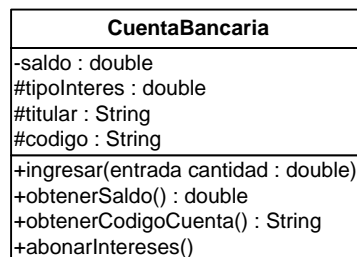 CuentaBancaria
-saldo : double
#tipoInteres : double
#titular : String
#codigo : String
+ingresar(entrada cantidad : double)
+obtenerSaldo() : double
+obtenerCodigoCuenta() : String
+abonarIntereses()